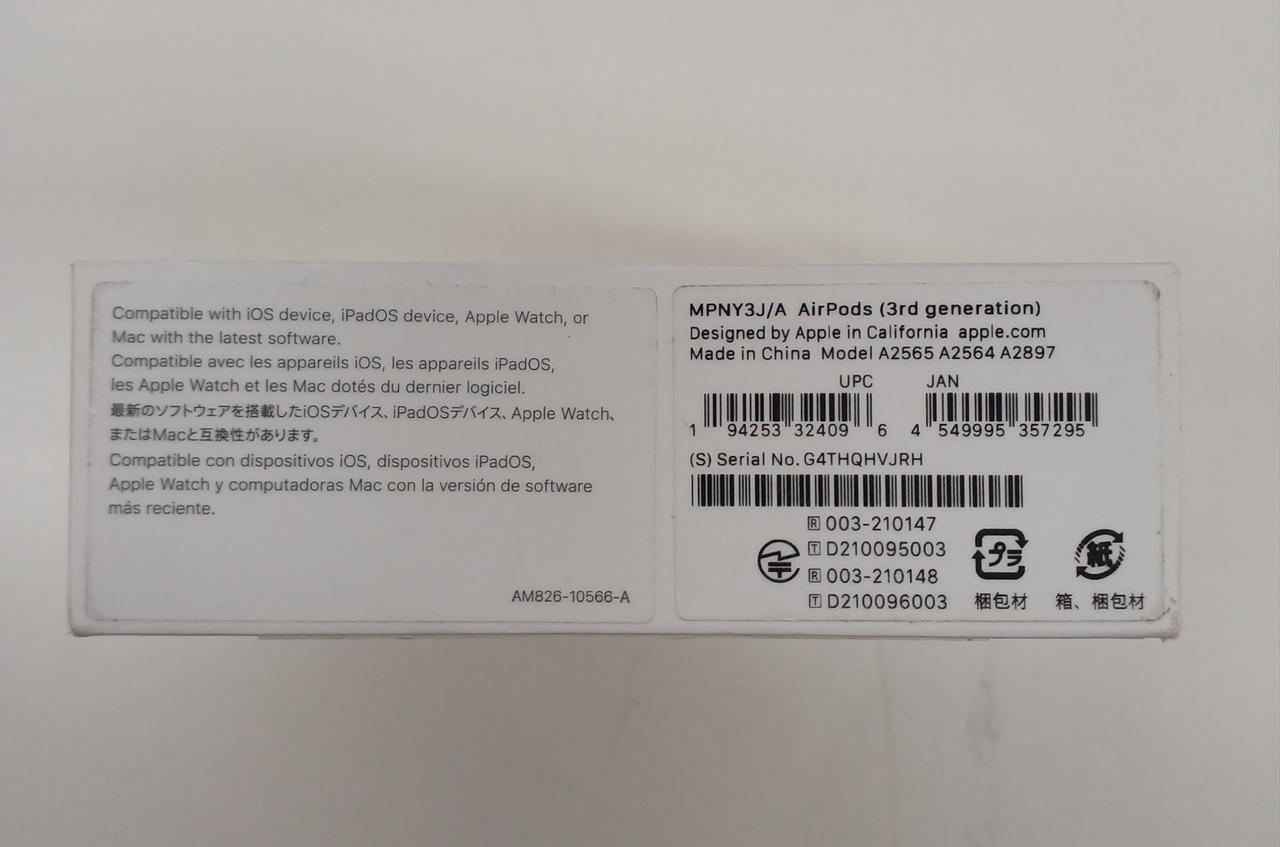 Compatible with iOS device, iPadOS device, Apple Watch, or
Mac with the latest software.
Compatible avec les appareils iOS, les appareils iPadOS,
les Apple Watch et les Mac dotés du dernier logiciel.
最新のソフトウェアを搭載したiOSデバイス、iPadOSデバイス、Apple Watch、
またはMacと互換性があります。
Compatible con dispositivos iOS, dispositivos iPadOS,
Apple Watch y computadoras Mac con la versión de software
más reciente.
AM826-10566-A
MPNY3J/A AirPods (3rd generation)
Designed by Apple in California apple.com
Made in China Model A2565 A2564 A2897
UPC JAN
1 94253 32409 6 4 549995 357295
(S) Serial No. G4THQHVJRH
R 003-210147
T D210095003
R 003-210148
T D210096003
プラ 紙
梱包材 箱、梱包材